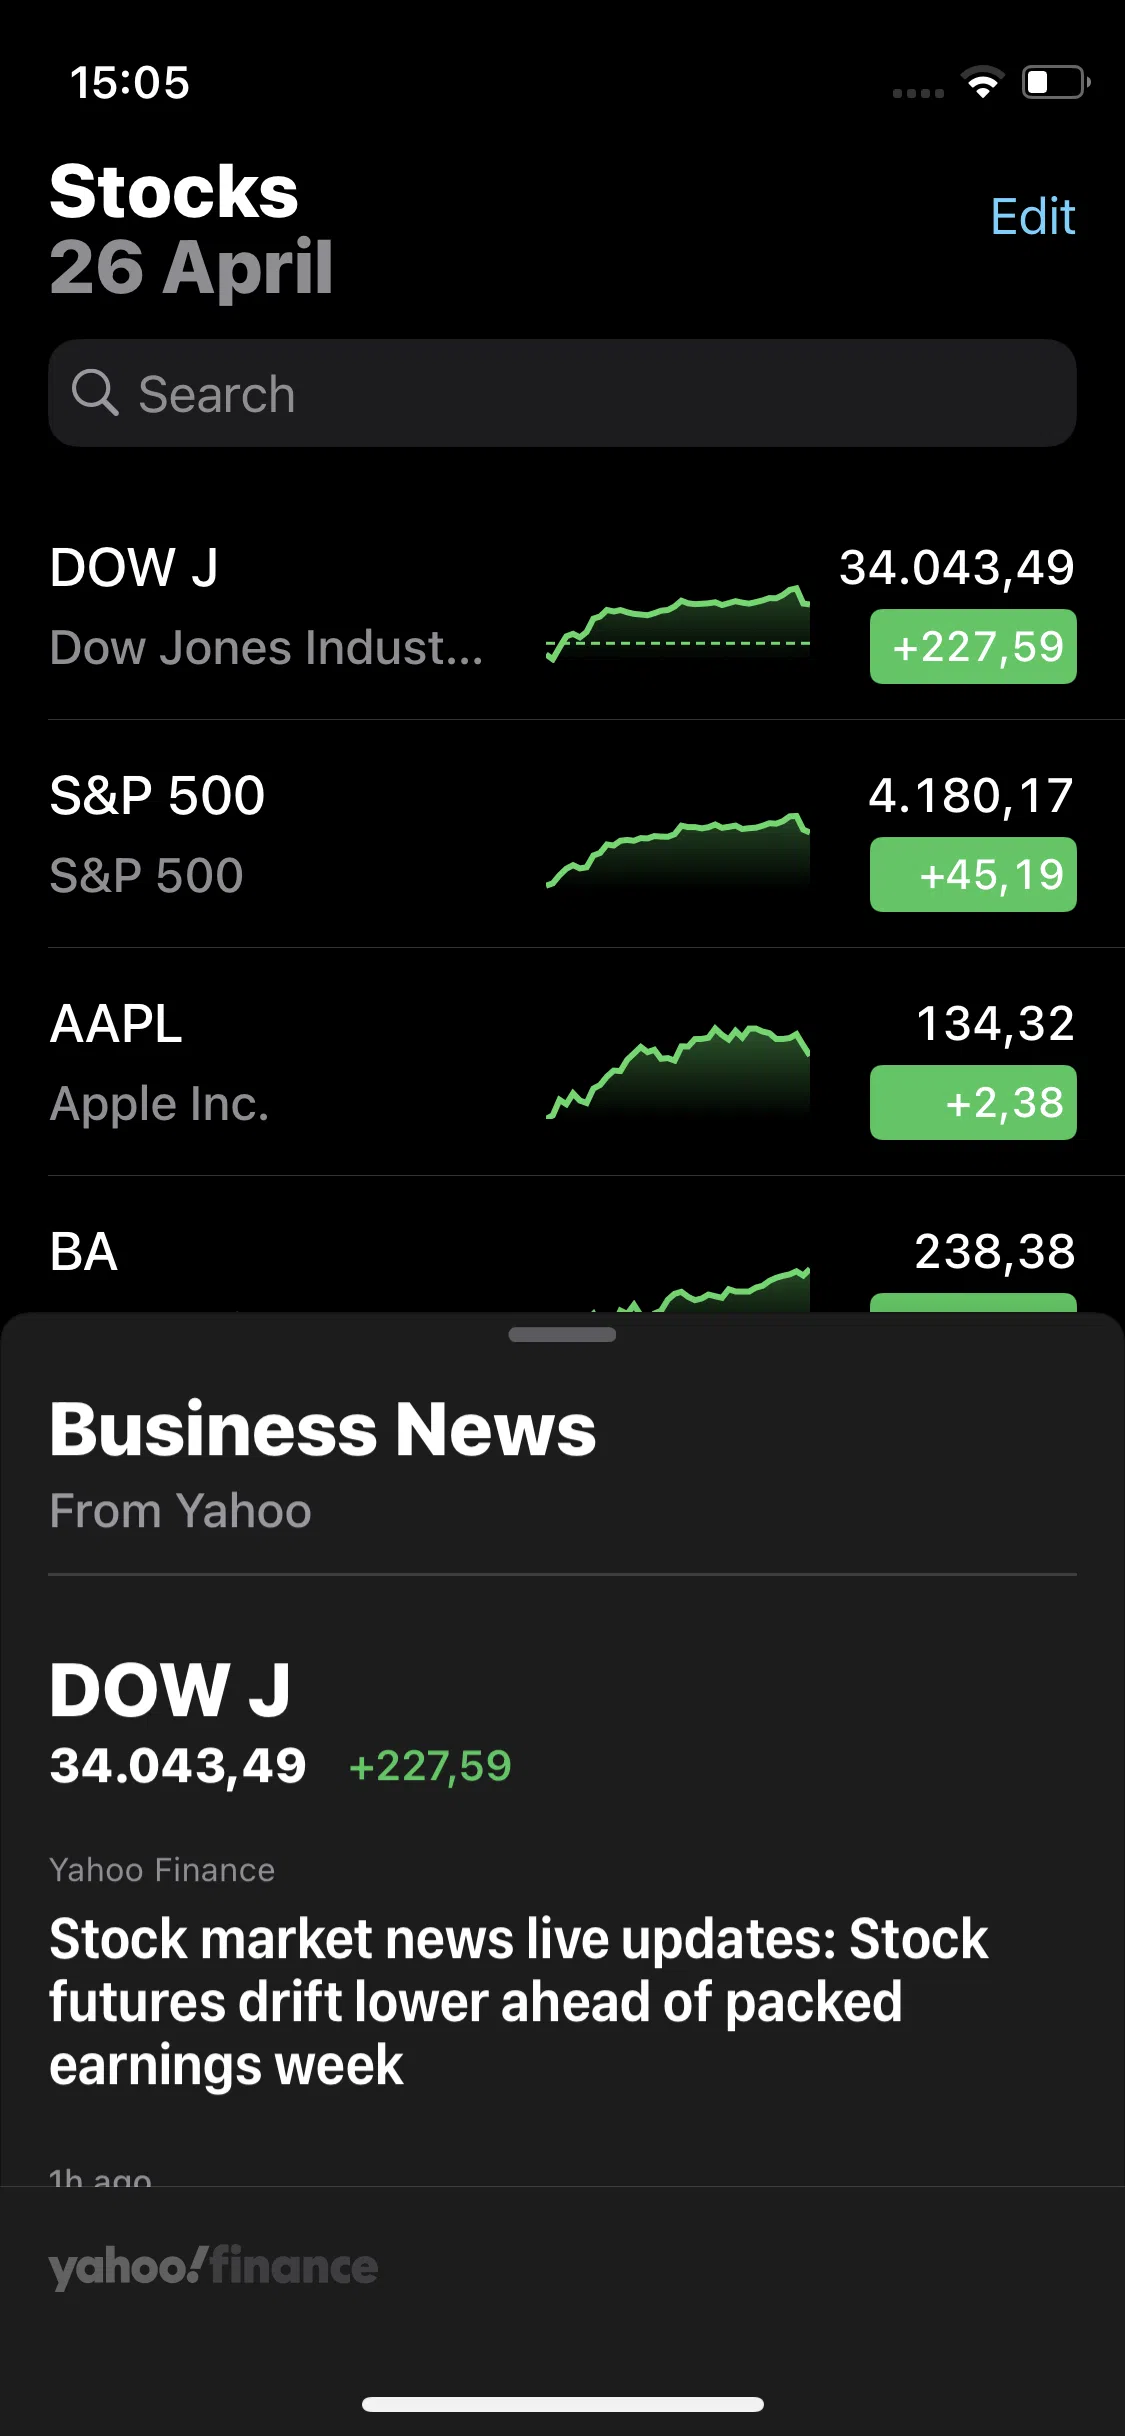 15:05
Stocks
26 April
Edit
Search
DOW J
34.043,49
Dow Jones Indust...
+227,59
S&P 500
4.180,17
S&P 500
+45,19
AAPL
134,32
Apple Inc.
+2,38
BA
238,38
Business News
From Yahoo
DOW J
34.043,49 +227,59
Yahoo Finance
Stock market news live updates: Stock
futures drift lower ahead of packed
earnings week
1h ago
yahoo!finance